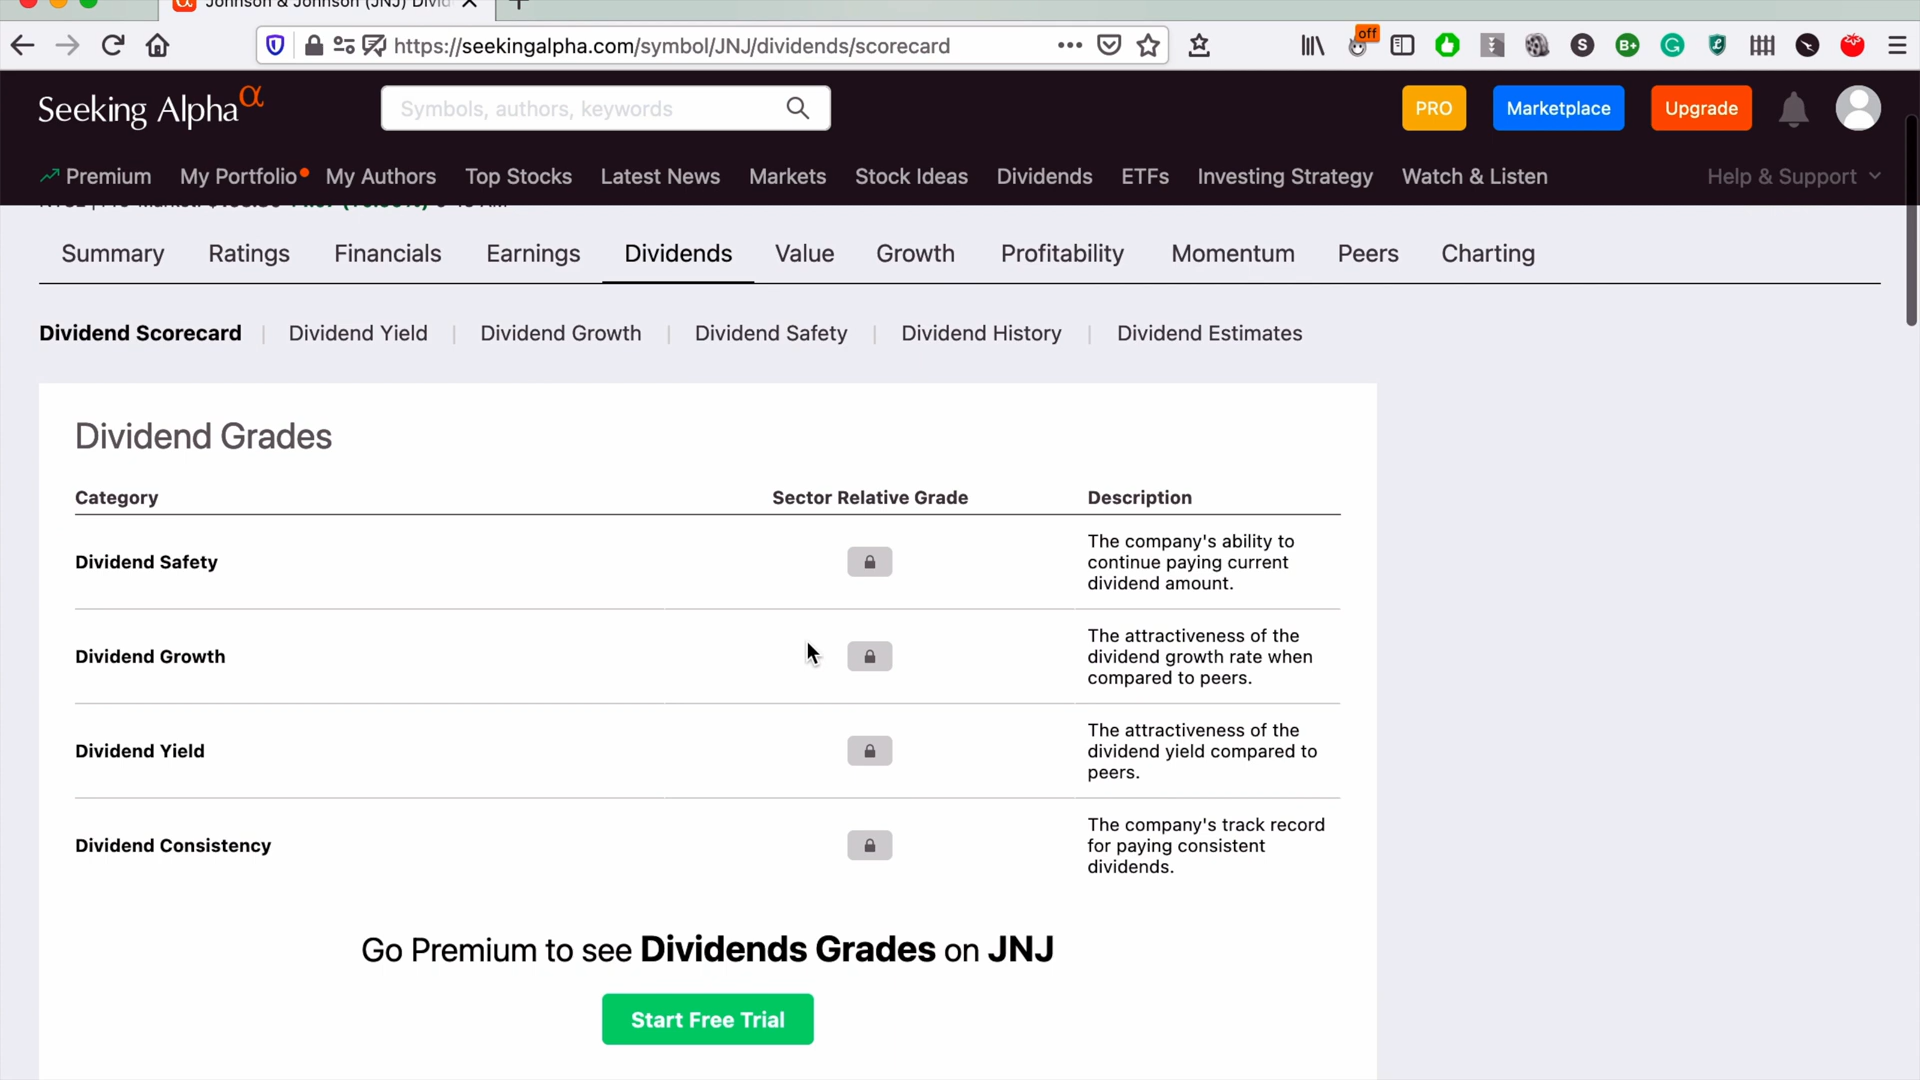 Johnson & Johnson (JNJ) Divid
off
https://seekingalpha.com/symbol/JNJ/dividends/scorecard
S
B+
Seeking Alpha α
Symbols, authors, keywords
PRO
Marketplace
Upgrade
Premium
My Portfolio
My Authors
Top Stocks
Latest News
Markets
Stock Ideas
Dividends
ETFs
Investing Strategy
Watch & Listen
Help & Support
Summary
Ratings
Financials
Earnings
Dividends
Value
Growth
Profitability
Momentum
Peers
Charting
Dividend Scorecard | Dividend Yield | Dividend Growth | Dividend Safety | Dividend History | Dividend Estimates
Dividend Grades
Category
Sector Relative Grade
Description
Dividend Safety
The company's ability to
continue paying current
dividend amount.
Dividend Growth
The attractiveness of the
dividend growth rate when
compared to peers.
Dividend Yield
The attractiveness of the
dividend yield compared to
peers.
Dividend Consistency
The company's track record
for paying consistent
dividends.
Go Premium to see Dividends Grades on JNJ
Start Free Trial